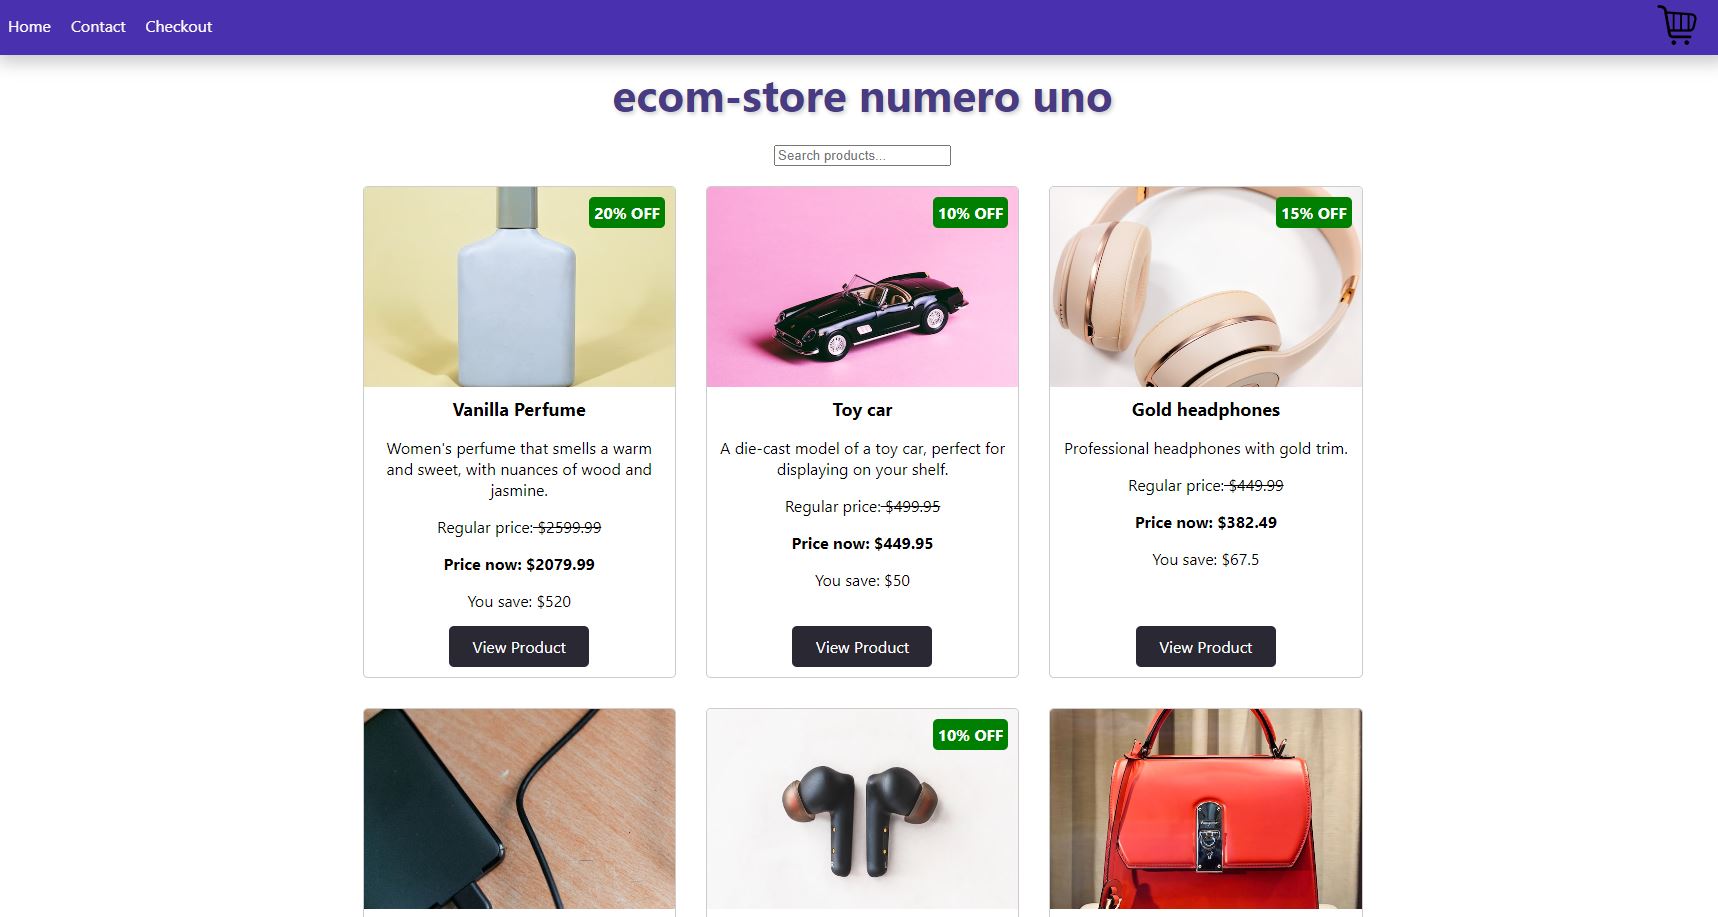 Home Contact Checkout
ecom-store numero uno
Search products...
20% OFF
Vanilla Perfume
Women's perfume that smells a warm
and sweet, with nuances of wood and
jasmine.
Regular price: $2599.99
Price now: $2079.99
You save: $520
View Product
10% OFF
Toy car
A die-cast model of a toy car, perfect for
displaying on your shelf.
Regular price: $499.95
Price now: $449.95
You save: $50
View Product
15% OFF
Gold headphones
Professional headphones with gold trim.
Regular price: $449.99
Price now: $382.49
You save: $67.5
View Product
10% OFF